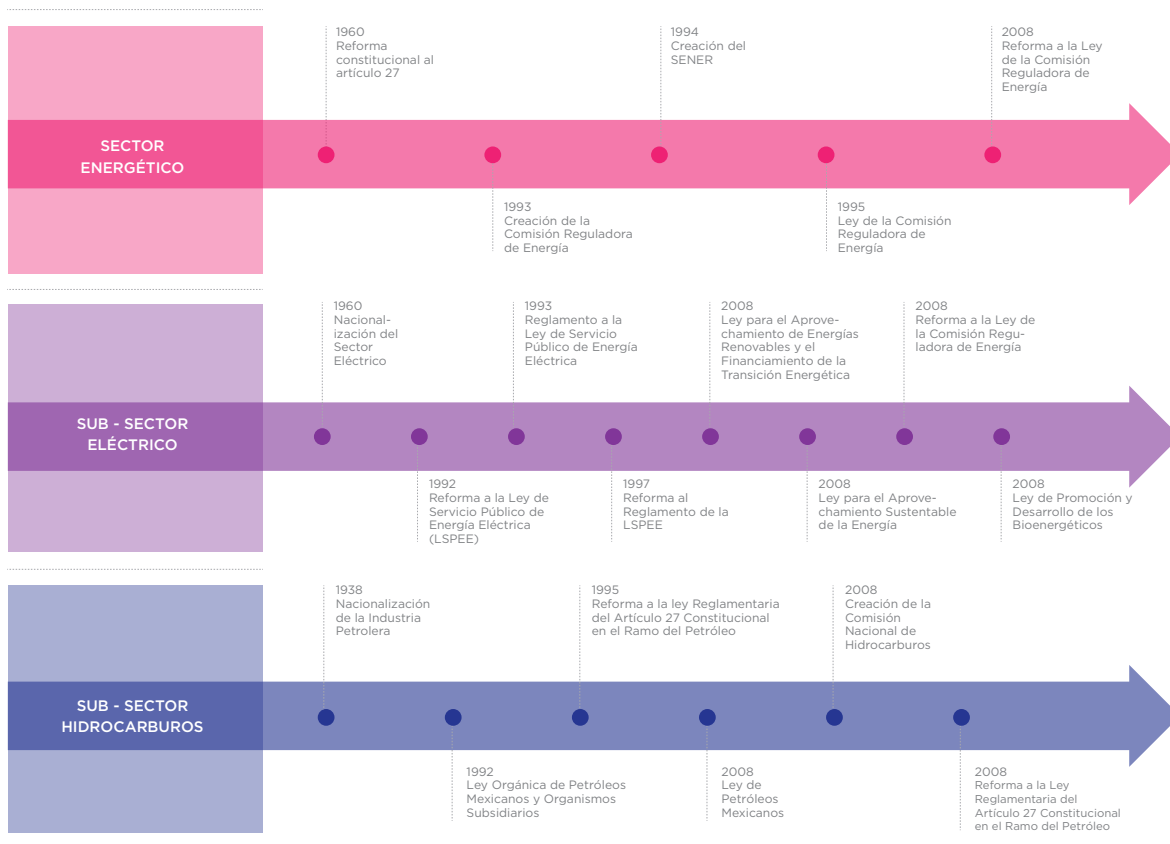 1960
Reforma
constitucional al
artículo 27
1994
Creación del
SENER
2008
Reforma a la Ley
de la Comisión
Reguladora de
Energía
SECTOR
ENERGÉTICO
1993
Creación de la
Comisión Reguladora
de Energía
1995
Ley de la Comisión
Reguladora de
Energía
1960
Nacional-
ización del
Sector
Eléctrico
1993
Reglamento a la
Ley de Servicio
Público de Energía
Eléctrica
2008
Ley para el Aprove-
chamiento de Energías
Renovables y el
Financiamiento de la
Transición Energética
2008
Reforma a la Ley de
la Comisión Regu-
ladora de Energía
SUB - SECTOR
ELÉCTRICO
1992
Reforma a la Ley de
Servicio Público de
Energía Eléctrica
(LSPEE)
1997
Reforma al
Reglamento de la
LSPEE
2008
Ley para el Aprove-
chamiento Sustentable
de la Energía
2008
Ley de Promoción y
Desarrollo de los
Bioenergéticos
1938
Nacionalización
de la Industria
Petrolera
1995
Reforma a la ley Reglamentaria
del Artículo 27 Constitucional
en el Ramo del Petróleo
2008
Creación de la
Comisión
Nacional de
Hidrocarburos
SUB - SECTOR
HIDROCARBUROS
1992
Ley Orgánica de Petróleos
Mexicanos y Organismos
Subsidiarios
2008
Ley de
Petróleos
Mexicanos
2008
Reforma a la Ley
Reglamentaria del
Artículo 27 Constitucional
en el Ramo del Petróleo